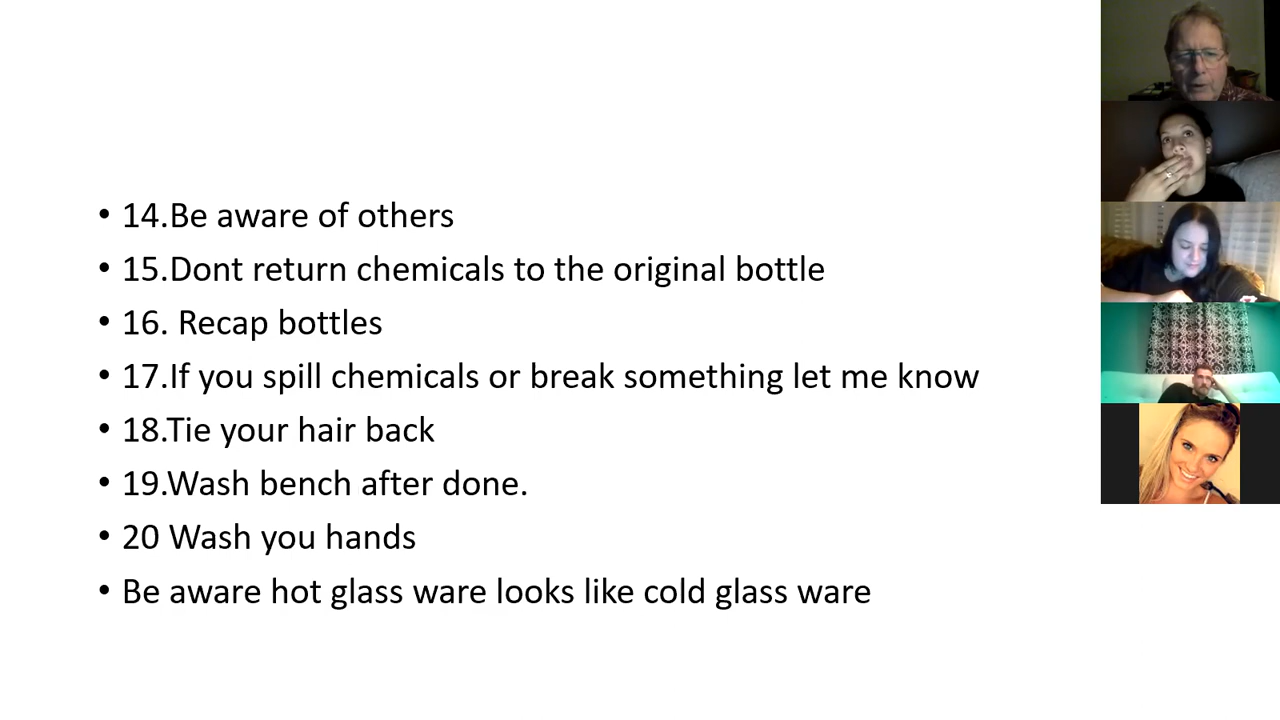 • 14.Be aware of others
• 15.Dont return chemicals to the original bottle
• 16. Recap bottles
• 17.If you spill chemicals or break something let me know
• 18.Tie your hair back
• 19.Wash bench after done.
• 20 Wash you hands
• Be aware hot glass ware looks like cold glass ware